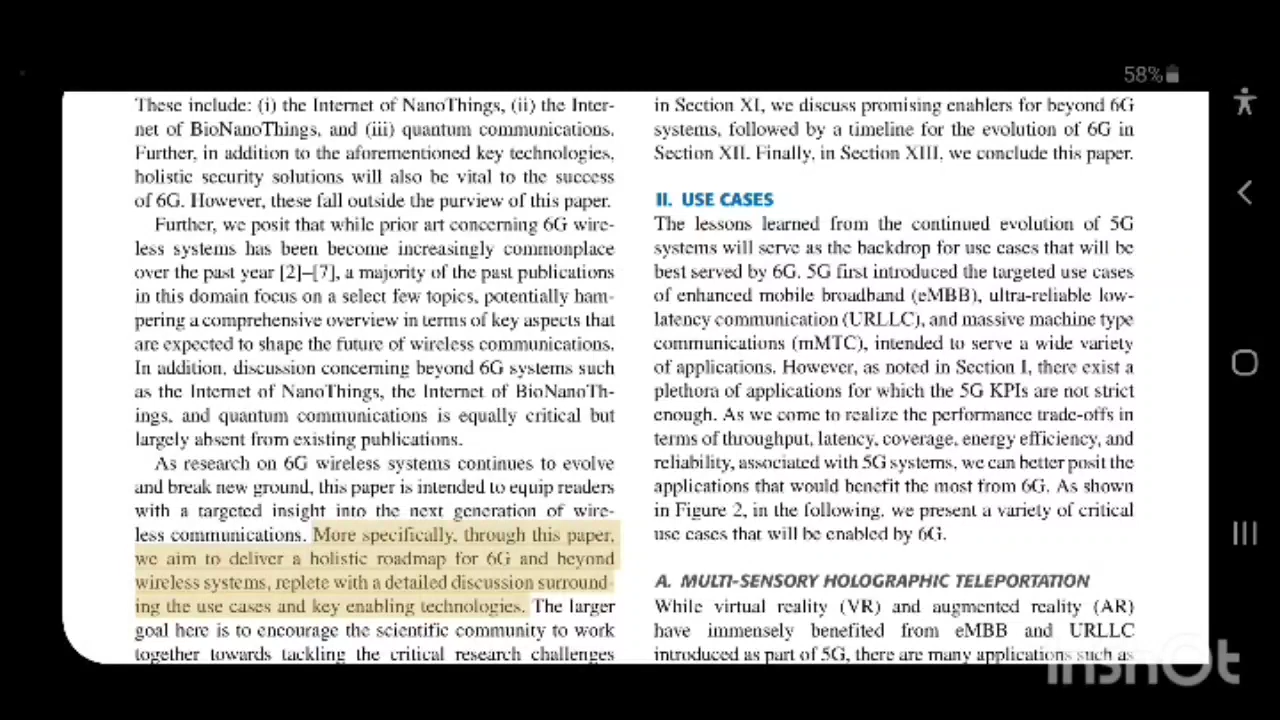 58%
These include: (i) the Internet of NanoThings, (ii) the Inter-
net of BioNanoThings, and (iii) quantum communications.
Further, in addition to the aforementioned key technologies,
holistic security solutions will also be vital to the success
of 6G. However, these fall outside the purview of this paper.
Further, we posit that while prior art concerning 6G wire-
less systems has been become increasingly commonplace
over the past year [2]–[7], a majority of the past publications
in this domain focus on a select few topics, potentially ham-
pering a comprehensive overview in terms of key aspects that
are expected to shape the future of wireless communications.
In addition, discussion concerning beyond 6G systems such
as the Internet of NanoThings, the Internet of BioNanoTh-
ings, and quantum communications is equally critical but
largely absent from existing publications.
As research on 6G wireless systems continues to evolve
and break new ground, this paper is intended to equip readers
with a targeted insight into the next generation of wire-
less communications. More specifically, through this paper,
we aim to deliver a holistic roadmap for 6G and beyond
wireless systems, replete with a detailed discussion surround-
ing the use cases and key enabling technologies. The larger
goal here is to encourage the scientific community to work
together towards tackling the critical research challenges
in Section XI, we discuss promising enablers for beyond 6G
systems, followed by a timeline for the evolution of 6G in
Section XII. Finally, in Section XIII, we conclude this paper.
II. USE CASES
The lessons learned from the continued evolution of 5G
systems will serve as the backdrop for use cases that will be
best served by 6G. 5G first introduced the targeted use cases
of enhanced mobile broadband (eMBB), ultra-reliable low-
latency communication (URLLC), and massive machine type
communications (mMTC), intended to serve a wide variety
of applications. However, as noted in Section I, there exist a
plethora of applications for which the 5G KPIs are not strict
enough. As we come to realize the performance trade-offs in
terms of throughput, latency, coverage, energy efficiency, and
reliability, associated with 5G systems, we can better posit the
applications that would benefit the most from 6G. As shown
in Figure 2, in the following, we present a variety of critical
use cases that will be enabled by 6G.
A. MULTI-SENSORY HOLOGRAPHIC TELEPORTATION
While virtual reality (VR) and augmented reality (AR)
have immensely benefited from eMBB and URLLC
introduced as part of 5G, there are many applications such as
InShOt